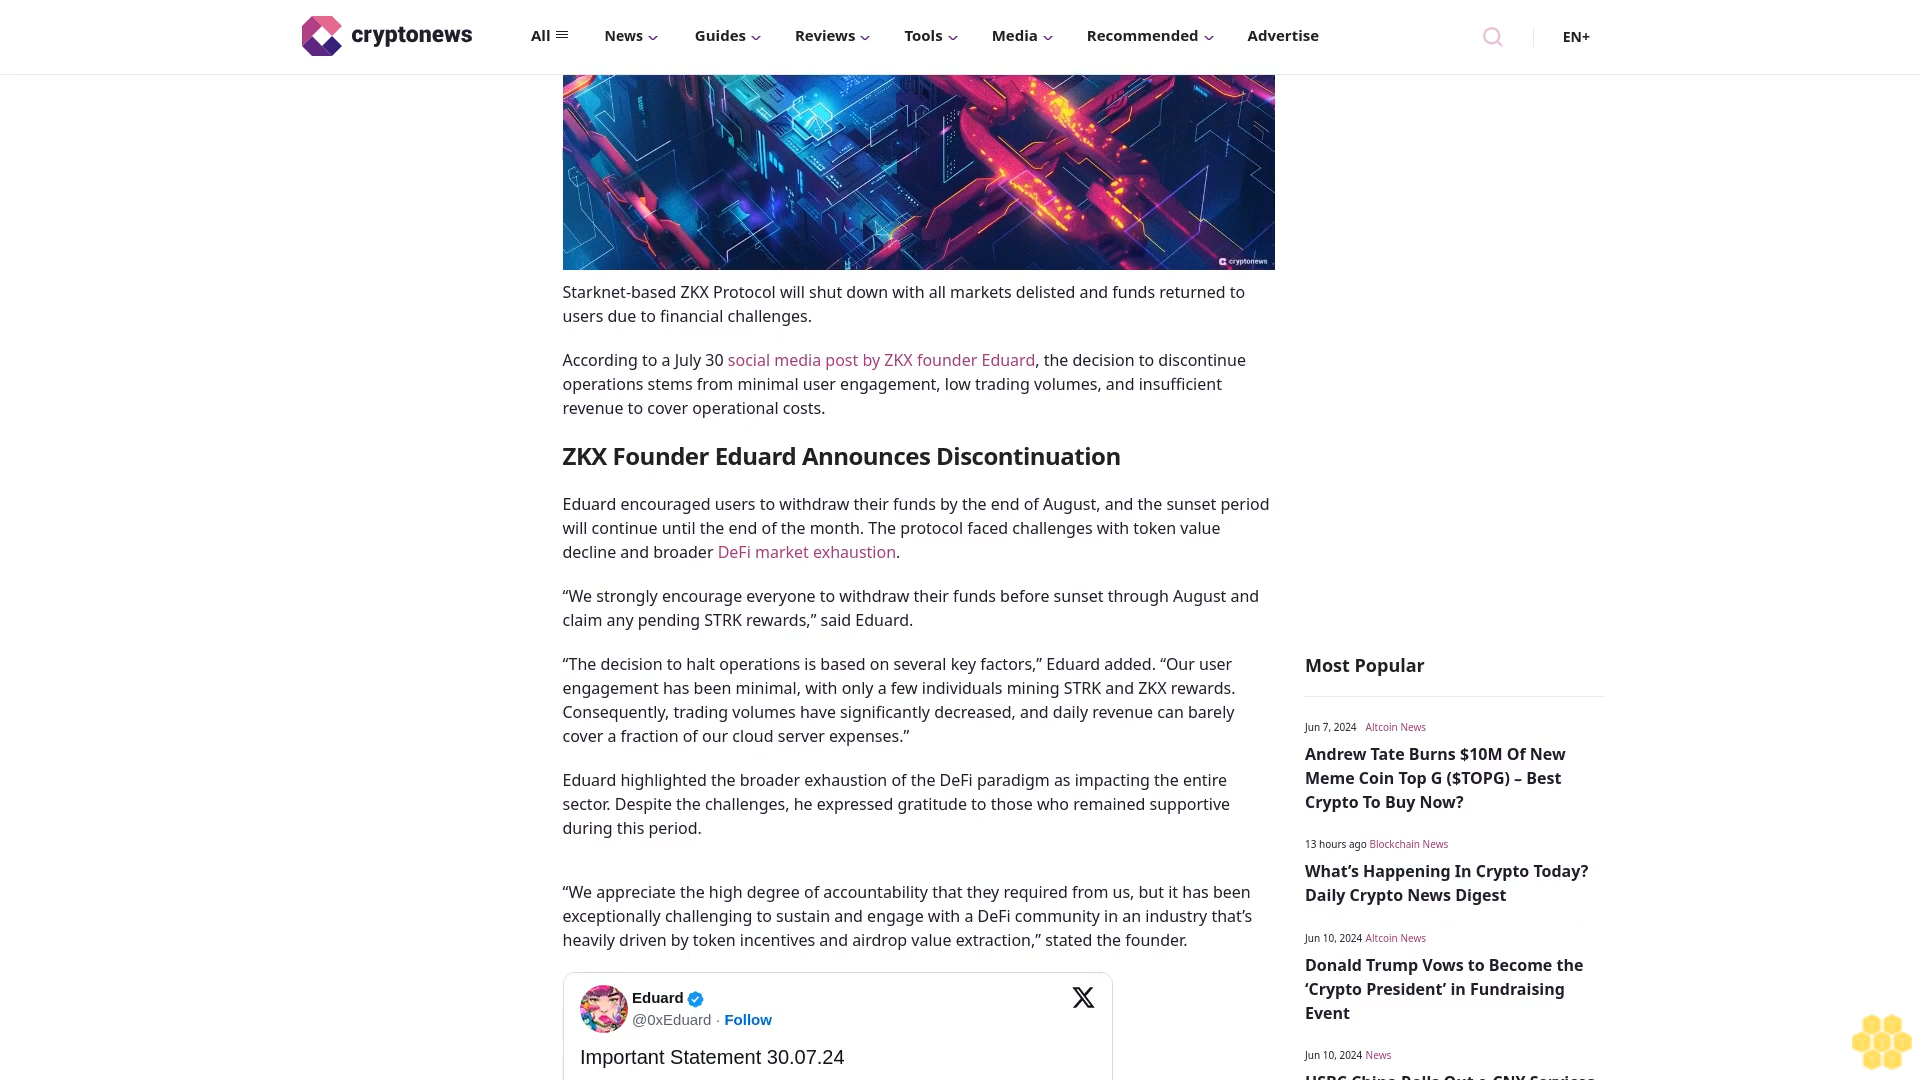 cryptonews
All
News
Guides
Reviews
Tools
Media
Recommended
Advertise
EN+
cryptonews
Starknet-based ZKX Protocol will shut down with all markets delisted and funds returned to
users due to financial challenges.
According to a July 30 social media post by ZKX founder Eduard, the decision to discontinue
operations stems from minimal user engagement, low trading volumes, and insufficient
revenue to cover operational costs.
ZKX Founder Eduard Announces Discontinuation
Eduard encouraged users to withdraw their funds by the end of August, and the sunset period
will continue until the end of the month. The protocol faced challenges with token value
decline and broader DeFi market exhaustion.
“We strongly encourage everyone to withdraw their funds before sunset through August and
claim any pending STRK rewards,” said Eduard.
“The decision to halt operations is based on several key factors,” Eduard added. “Our user
engagement has been minimal, with only a few individuals mining STRK and ZKX rewards.
Consequently, trading volumes have significantly decreased, and daily revenue can barely
cover a fraction of our cloud server expenses.”
Eduard highlighted the broader exhaustion of the DeFi paradigm as impacting the entire
sector. Despite the challenges, he expressed gratitude to those who remained supportive
during this period.
“We appreciate the high degree of accountability that they required from us, but it has been
exceptionally challenging to sustain and engage with a DeFi community in an industry that’s
heavily driven by token incentives and airdrop value extraction,” stated the founder.
Eduard
@0xEduard · Follow
Important Statement 30.07.24
Most Popular
Jun 7, 2024 Altcoin News
Andrew Tate Burns $10M Of New
Meme Coin Top G ($TOPG) – Best
Crypto To Buy Now?
13 hours ago Blockchain News
What’s Happening In Crypto Today?
Daily Crypto News Digest
Jun 10, 2024 Altcoin News
Donald Trump Vows to Become the
‘Crypto President’ in Fundraising
Event
Jun 10, 2024 News
HSBC China Rolls Out e-CNY Services